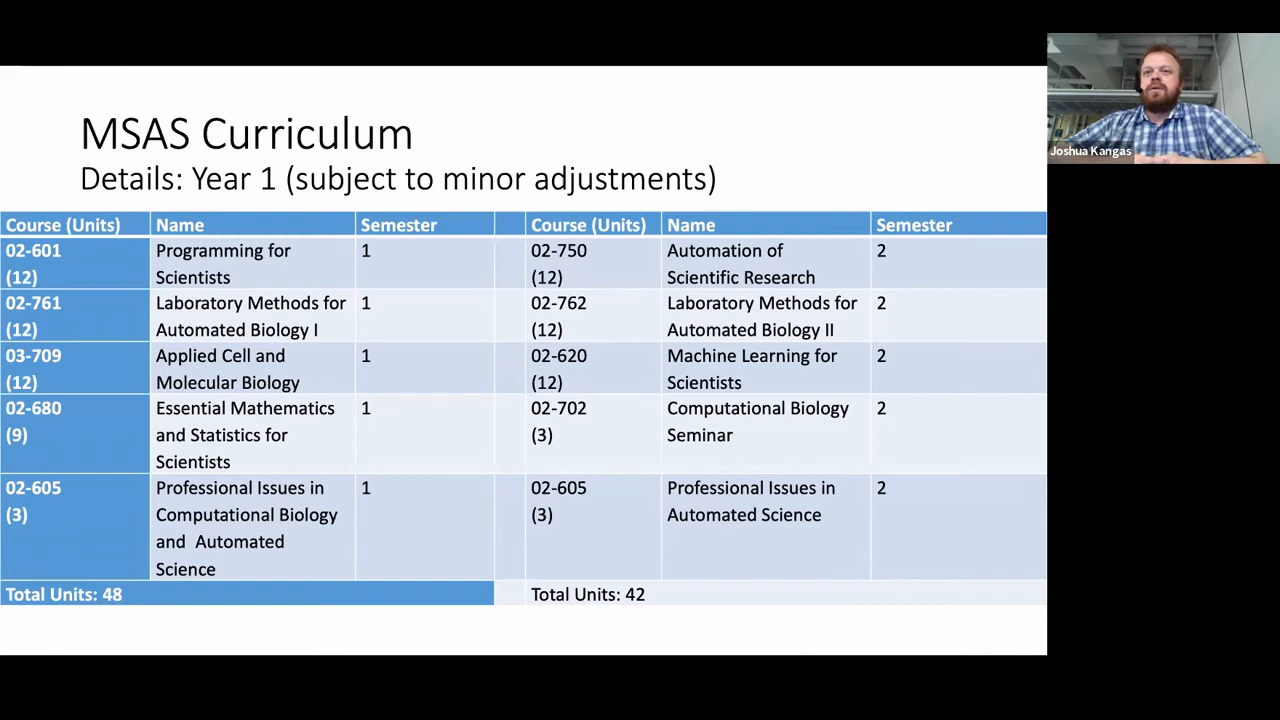 MSAS Curriculum
Details: Year 1 (subject to minor adjustments)
Course (Units) Name Semester Course (Units) Name Semester
02-601 Programming for 1 02-750 Automation of 2
(12) Scientists (12) Scientific Research
02-761 Laboratory Methods for 1 02-762 Laboratory Methods for 2
(12) Automated Biology I (12) Automated Biology II
03-709 Applied Cell and 1 02-620 Machine Learning for 2
(12) Molecular Biology (12) Scientists
02-680 Essential Mathematics 1 02-702 Computational Biology 2
(9) and Statistics for (3) Seminar
Scientists
02-605 Professional Issues in 1 02-605 Professional Issues in 2
(3) Computational Biology (3) Automated Science
and Automated
Science
Total Units: 48 Total Units: 42
Joshua Kangas